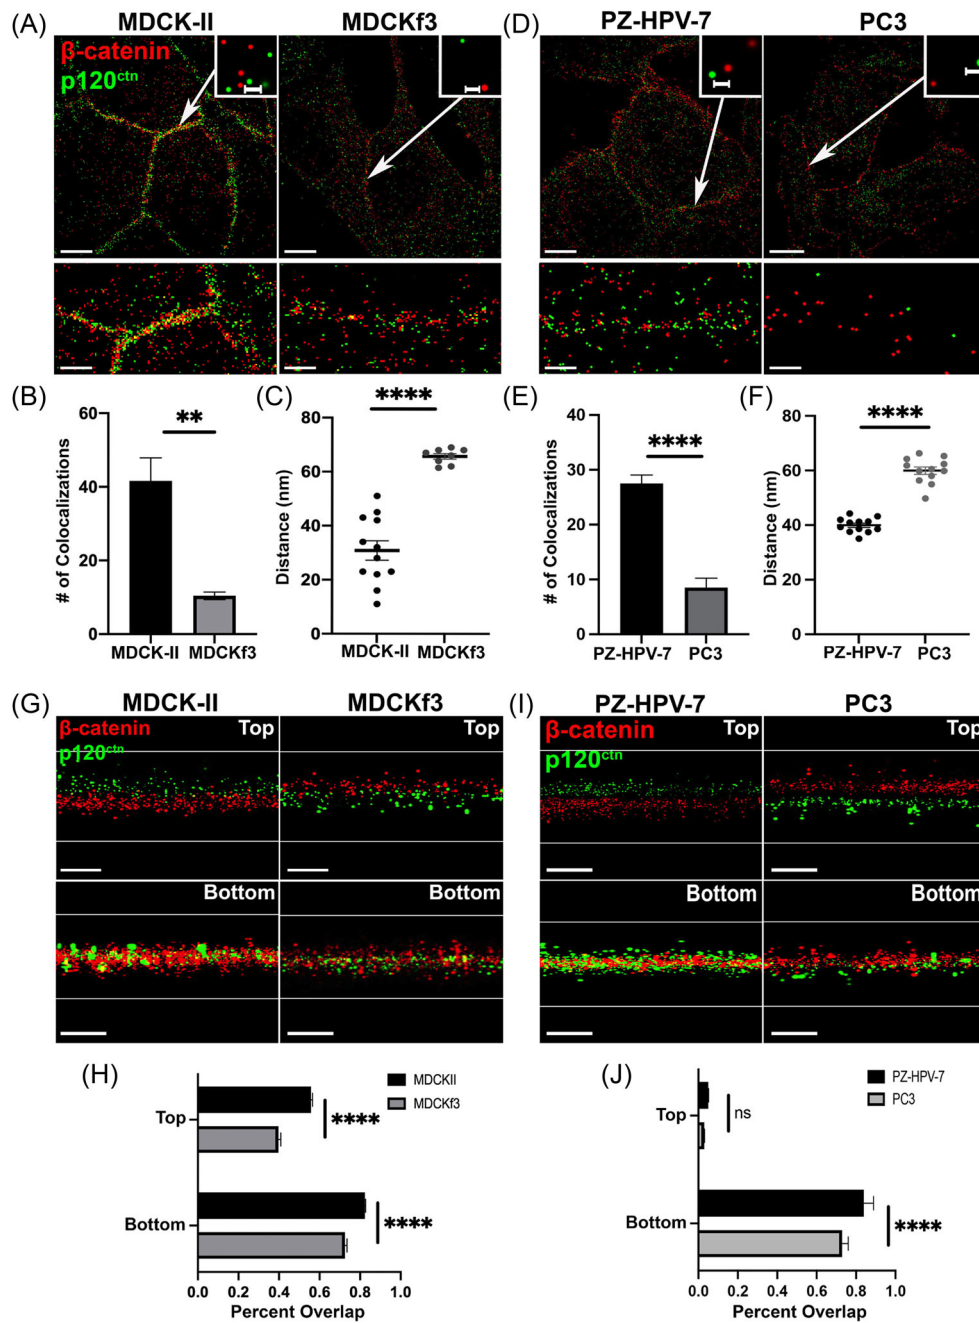 (A) MDCK-II MDCKf3
β-catenin
p120ctn
(D) PZ-HPV-7 PC3
(B)
# of Colocalizations
60
40
20
0
**
MDCK-II MDCKf3
(C)
Distance (nm)
80
60
40
20
0
****
MDCK-II MDCKf3
(E)
# of Colocalizations
40
30
20
10
0
****
PZ-HPV-7 PC3
(F)
Distance (nm)
80
60
40
20
0
****
PZ-HPV-7 PC3
(G) MDCK-II MDCKf3
β-catenin Top Top
p120ctn
Bottom Bottom
(I) PZ-HPV-7 PC3
β-catenin Top Top
p120ctn
Bottom Bottom
(H)
MDCKII
MDCKf3
Top
****
Bottom
****
0.0 0.2 0.4 0.6 0.8 1.0
Percent Overlap
(J)
PZ-HPV-7
PC3
Top
ns
Bottom
****
0.0 0.2 0.4 0.6 0.8 1.0
Percent Overlap